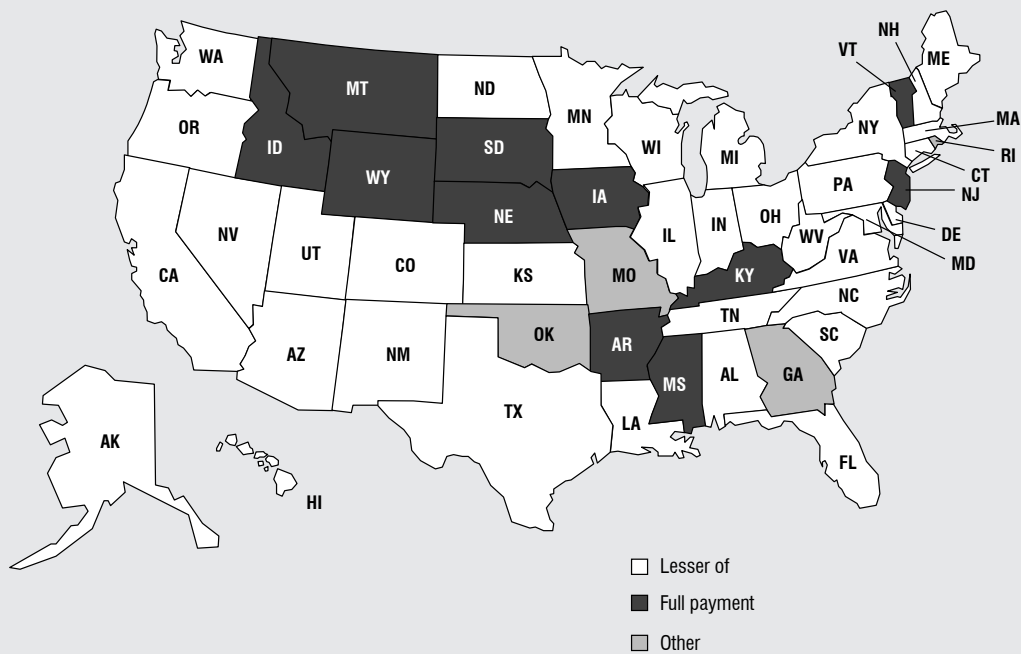 WA
OR
CA
NV
ID
MT
WY
UT
AZ
CO
NM
ND
SD
NE
KS
OK
TX
MN
IA
MO
AR
LA
WI
IL
MS
MI
IN
KY
TN
AL
OH
WV
GA
FL
SC
NC
VA
PA
NY
VT
NH
ME
MA
RI
CT
NJ
DE
MD
AK
HI
Lesser of
Full payment
Other